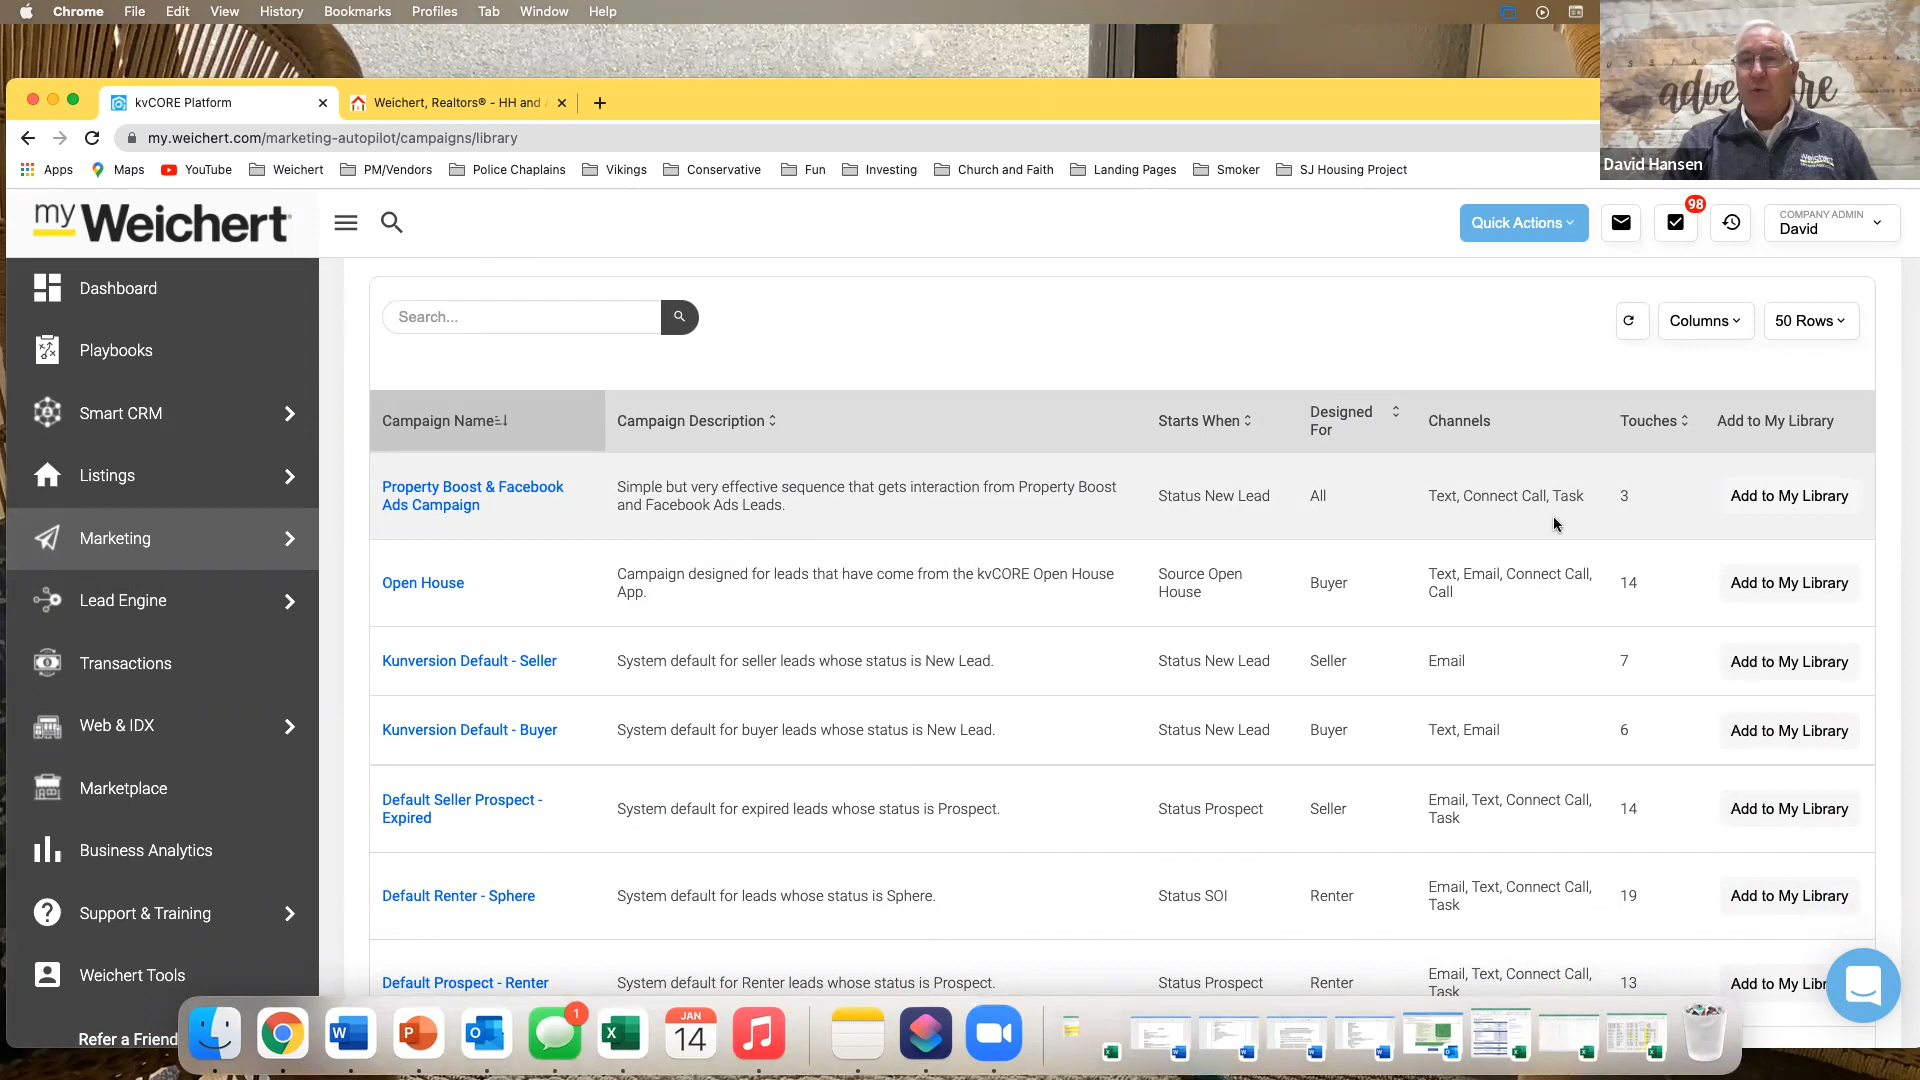 Chrome File Edit View History Bookmarks Profiles Tab Window Help
kvCORE Platform
Weichert, Realtors® - HH and
my.weichert.com/marketing-autopilot/campaigns/library
Apps Maps YouTube Weichert PM/Vendors Police Chaplains Vikings Conservative Fun Investing Church and Faith Landing Pages Smoker SJ Housing Project
David Hansen
Weichert
my Weichert
Quick Actions
98
COMPANY ADMIN
David
Dashboard
Playbooks
Smart CRM
Listings
Marketing
Lead Engine
Transactions
Web & IDX
Marketplace
Business Analytics
Support & Training
Weichert Tools
Refer a Friend
Search...
Columns
50 Rows
Campaign Name Campaign Description Starts When Designed For Channels Touches Add to My Library
Property Boost & Facebook
Ads Campaign
Simple but very effective sequence that gets interaction from Property Boost
and Facebook Ads Leads.
Status New Lead
All
Text, Connect Call, Task
3
Add to My Library
Open House
Campaign designed for leads that have come from the kvCORE Open House
App.
Source Open
House
Buyer
Text, Email, Connect Call,
Call
14
Add to My Library
Kunversion Default - Seller
System default for seller leads whose status is New Lead.
Status New Lead
Seller
Email
7
Add to My Library
Kunversion Default - Buyer
System default for buyer leads whose status is New Lead.
Status New Lead
Buyer
Text, Email
6
Add to My Library
Default Seller Prospect -
Expired
System default for expired leads whose status is Prospect.
Status Prospect
Seller
Email, Text, Connect Call,
Task
14
Add to My Library
Default Renter - Sphere
System default for leads whose status is Sphere.
Status SOI
Renter
Email, Text, Connect Call,
Task
19
Add to My Library
Default Prospect - Renter
System default for Renter leads whose status is Prospect.
Status Prospect
Renter
Email, Text, Connect Call,
Task
13
Add to My Libr
1
JAN
14